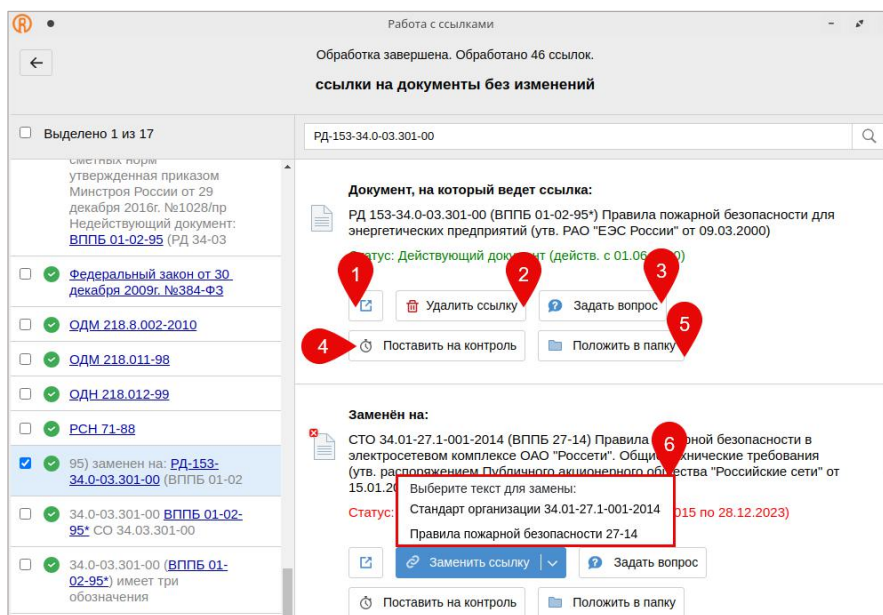 Работа с ссылками
Обработка завершена. Обработано 46 ссылок.
ссылки на документы без изменений
Выделено 1 из 17
РД-153-34.0-03.301-00
сметных норм
утвержденная приказом
Минстроя России от 29
декабря 2016г. №1028/пр
Недействующий документ:
ВППБ 01-02-95 (РД 34-03
Федеральный закон от 30
декабря 2009г. №384-ФЗ
ОДМ 218.8.002-2010
ОДМ 218.011-98
ОДН 218.012-99
РСН 71-88
95) заменен на: РД-153-
34.0-03.301-00 (ВППБ 01-02
34.0-03.301-00 ВППБ 01-02-
95* СО 34.03.301-00
34.0-03.301-00 (ВППБ 01-
02-95*) имеет три
обозначения
Документ, на который ведет ссылка:
РД 153-34.0-03.301-00 (ВППБ 01-02-95*) Правила пожарной безопасности для
энергетических предприятий (утв. РАО "ЕЭС России" от 09.03.2000)
Действующий (действ. с
1
2
3
Удалить ссылку
Задать вопрос
4
5
Поставить на контроль
Положить в папку
Заменён на:
СТО 34.01-27.1-001-2014 (ВППБ 27-14) Правила безопасности в
6
электросетевом комплексе ОАО "Россети". требования
(утв. распоряжением Публичного акционерного общества "Российские сети" от
Выберите текст для замены:
Стандарт организации 34.01-27.1-001-2014
Статус: по 28.12.2023)
Правила пожарной безопасности 27-14
Заменить ссылку
Задать вопрос
Поставить на контроль
Положить в папку